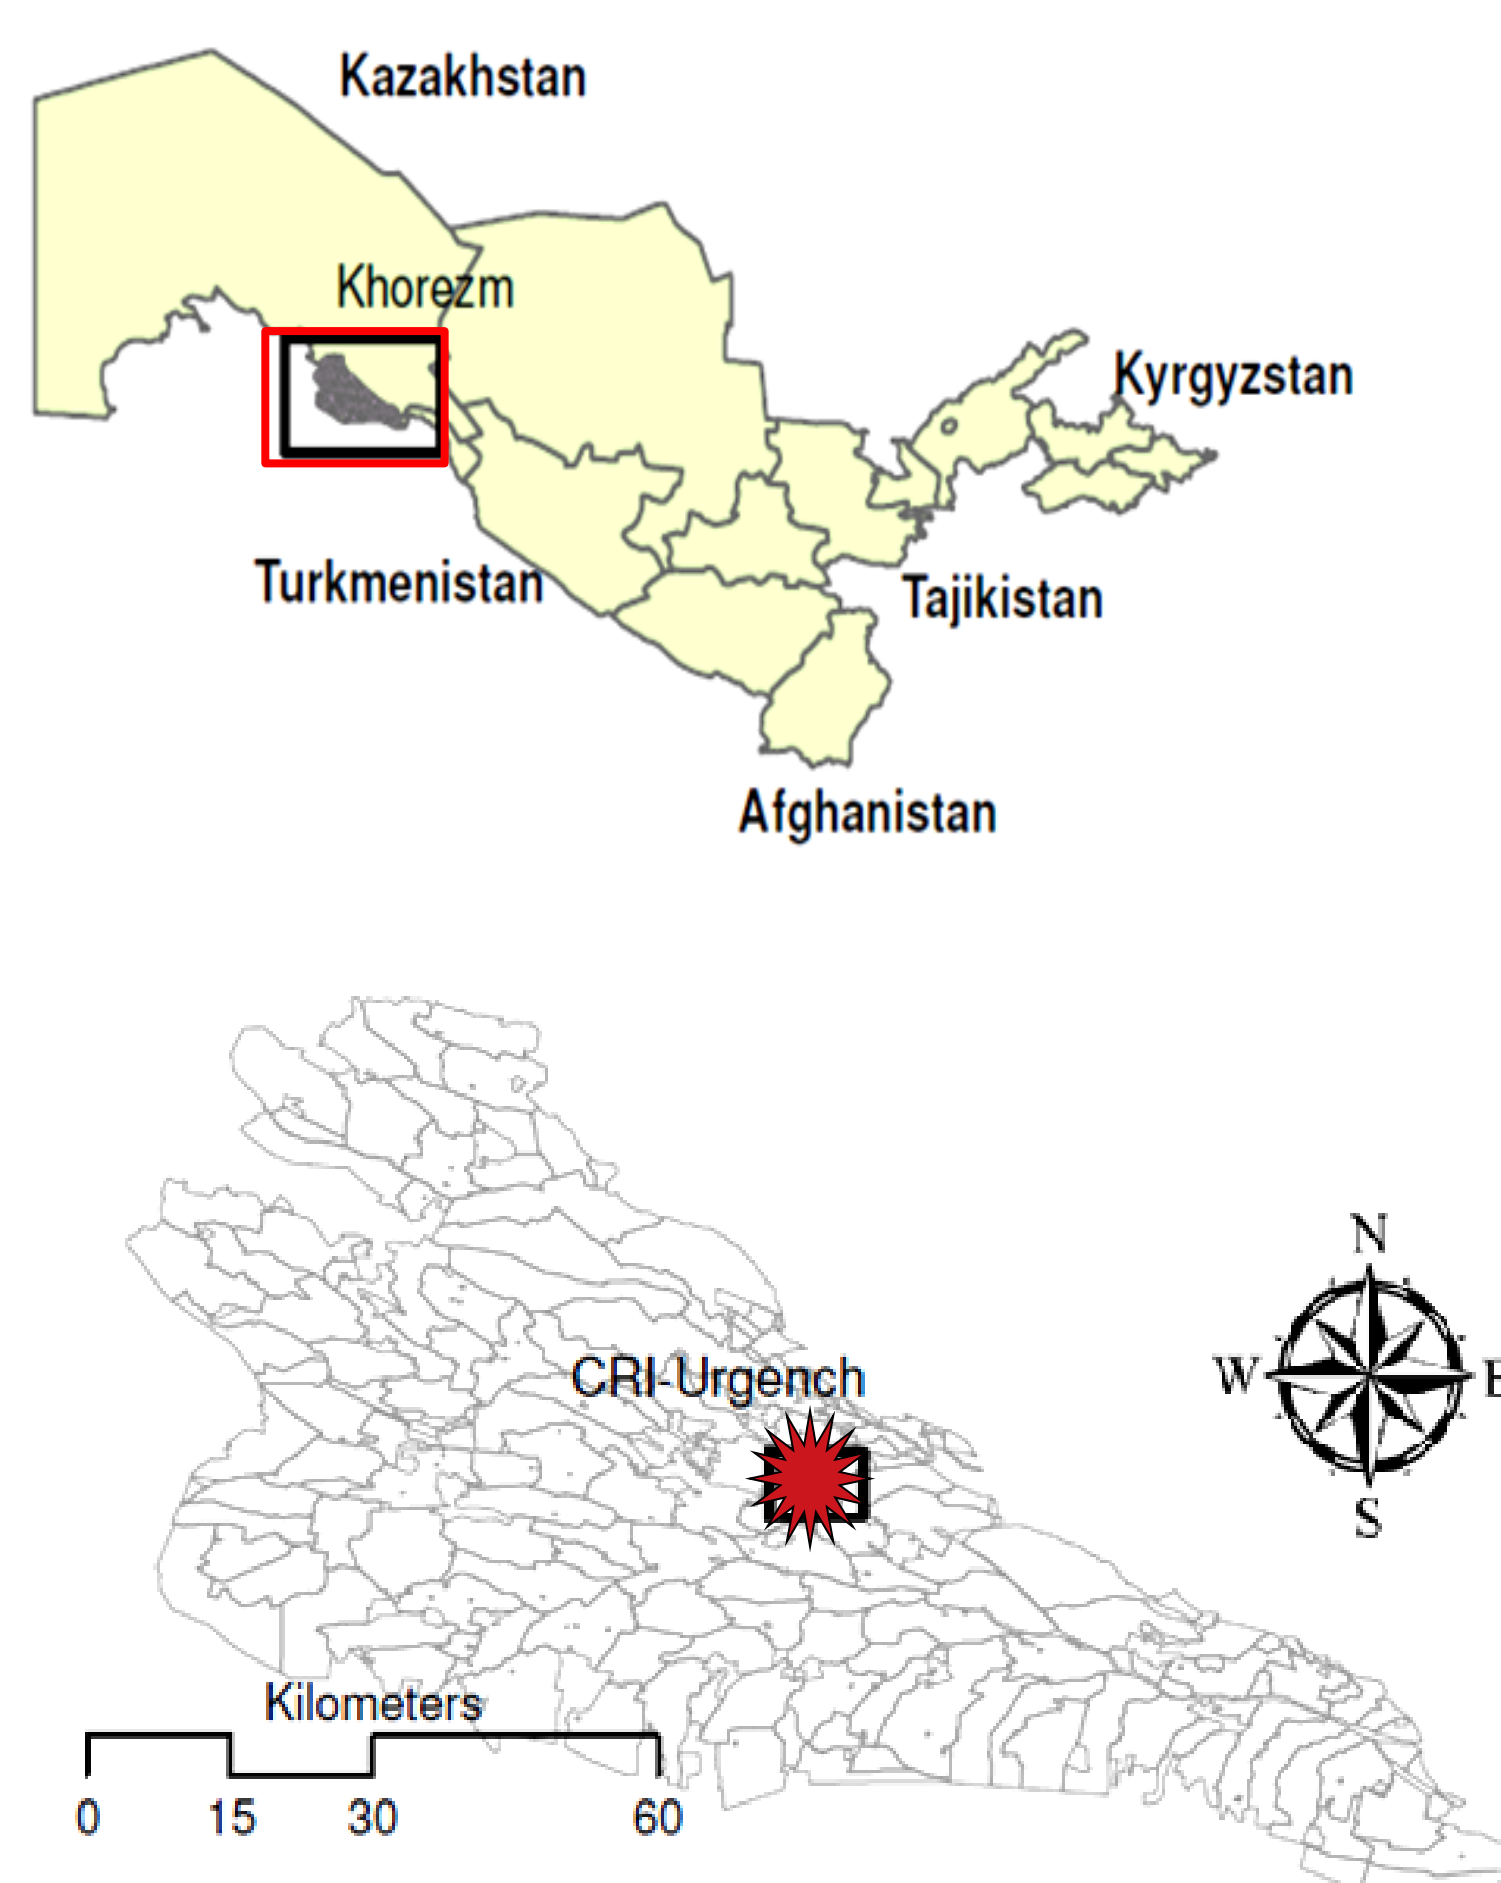 Kazakhstan
Khorezm
Kyrgyzstan
Turkmenistan
Tajikistan
Afghanistan
N
CRI-Urgench
W E
S
Kilometers
0 15 30 60